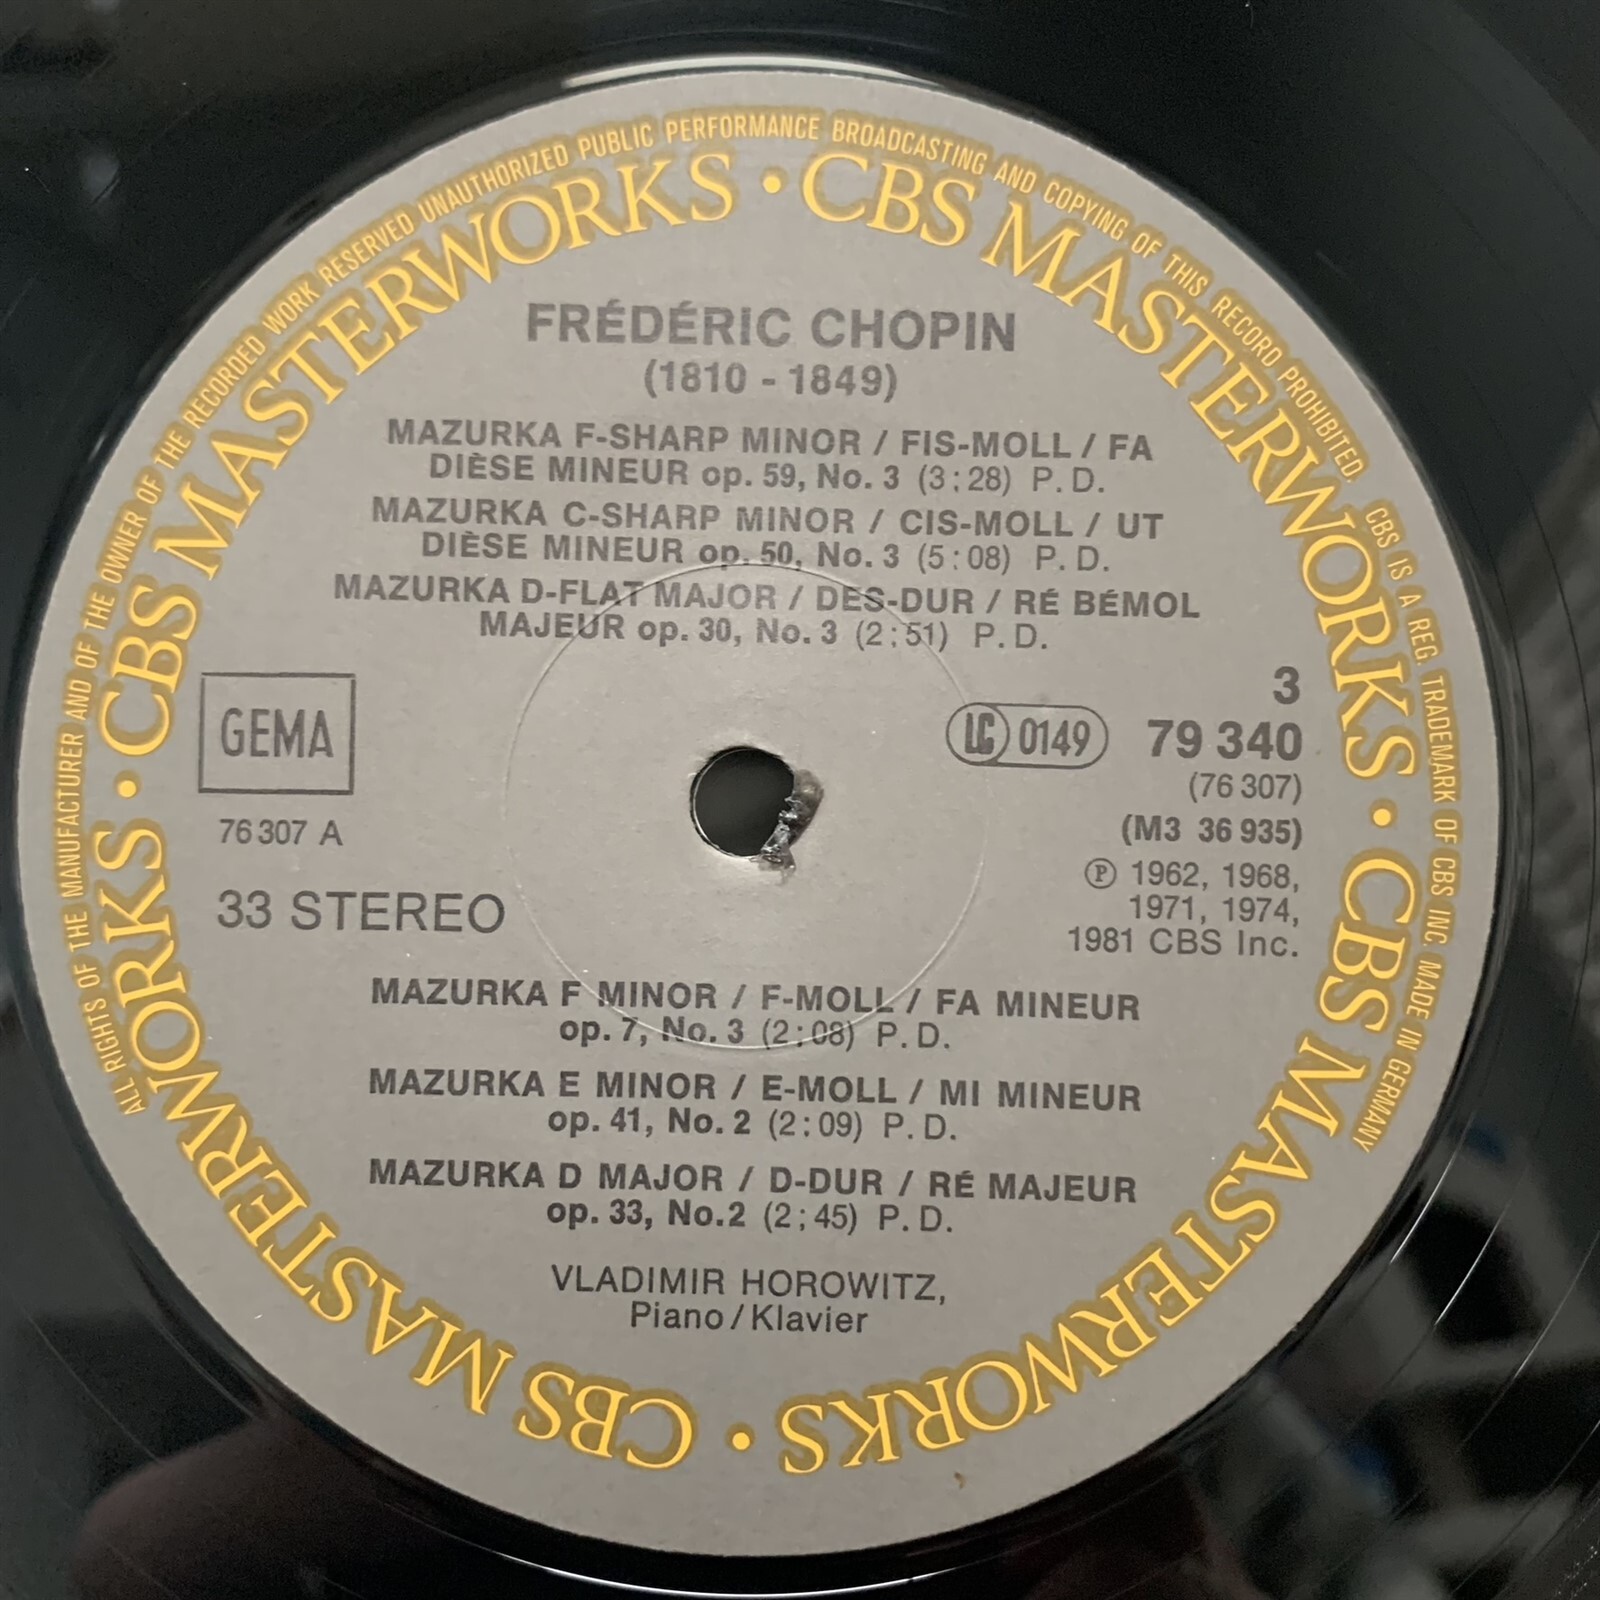 ALL RIGHTS OF THE MANUFACTURER AND OF THE OWNER OF THE RECORDED WORK RESERVED UNAUTHORIZED PUBLIC PERFORMANCE BROADCASTING AND COPYING OF THIS RECORD PROHIBITED. CBS IS A REG. TRADEMARK OF CBS INC. MADE IN GERMANY
CBS MASTERWORKS • CBS MASTERWORKS • CBS MASTERWORKS • CBS MASTERWORKS •
FRÉDÉRIC CHOPIN
(1810 - 1849)
MAZURKA F-SHARP MINOR / FIS-MOLL / FA
DIÈSE MINEUR op. 59, No. 3 (3:28) P.D.
MAZURKA C-SHARP MINOR / CIS-MOLL / UT
DIÈSE MINEUR op. 50, No. 3 (5:08) P.D.
MAZURKA D-FLAT MAJOR / DES-DUR / RÉ BÉMOL
MAJEUR op. 30, No. 3 (2:51) P.D.
3
GEMA
LC 0149
79 340
(76 307)
76 307 A
(M3 36 935)
℗ 1962, 1968,
33 STEREO
1971, 1974,
1981 CBS Inc.
MAZURKA F MINOR / F-MOLL / FA MINEUR
op. 7, No. 3 (2:08) P.D.
MAZURKA E MINOR / E-MOLL / MI MINEUR
op. 41, No. 2 (2:09) P.D.
MAZURKA D MAJOR / D-DUR / RÉ MAJEUR
op. 33, No.2 (2;45) P.D.
VLADIMIR HOROWITZ,
Piano/Klavier